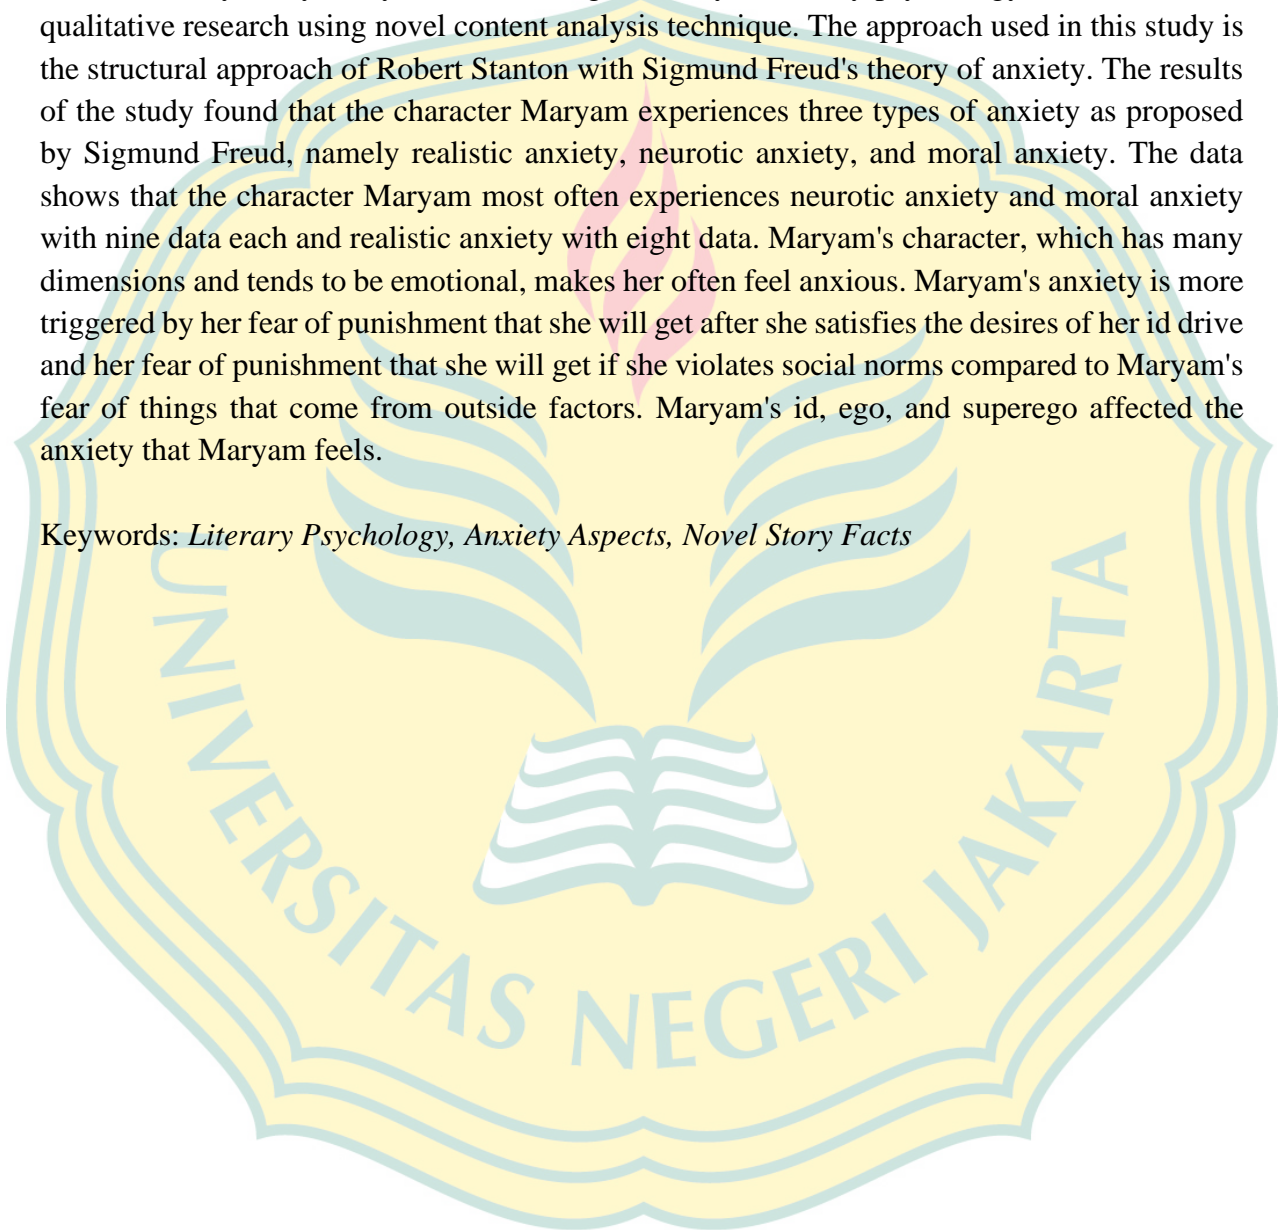 qualitative research using novel content analysis technique. The approach used in this study is
the structural approach of Robert Stanton with Sigmund Freud's theory of anxiety. The results
of the study found that the character Maryam experiences three types of anxiety as proposed
by Sigmund Freud, namely realistic anxiety, neurotic anxiety, and moral anxiety. The data
shows that the character Maryam most often experiences neurotic anxiety and moral anxiety
with nine data each and realistic anxiety with eight data. Maryam's character, which has many
dimensions and tends to be emotional, makes her often feel anxious. Maryam's anxiety is more
triggered by her fear of punishment that she will get after she satisfies the desires of her id drive
and her fear of punishment that she will get if she violates social norms compared to Maryam's
fear of things that come from outside factors. Maryam's id, ego, and superego affected the
anxiety that Maryam feels.
Keywords: Literary Psychology, Anxiety Aspects, Novel Story Facts
UNIVERSITAS NEGERI JAKARTA